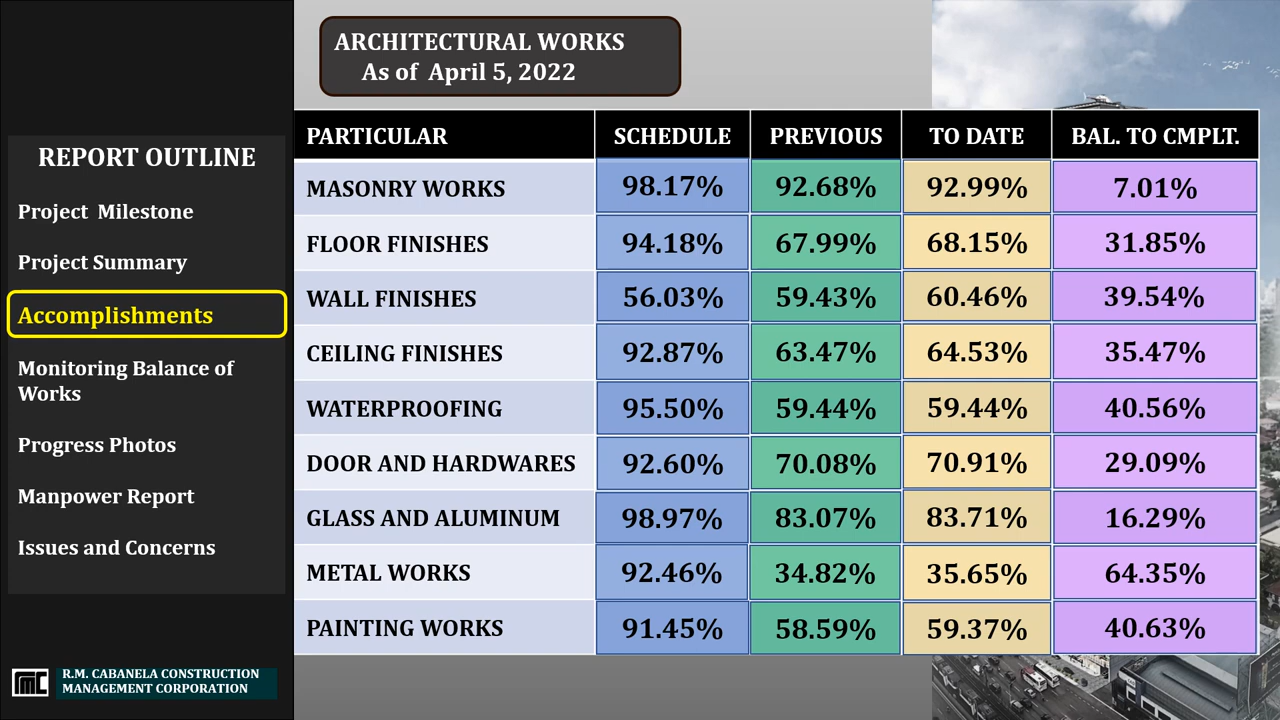 ARCHITECTURAL WORKS
As of April 5, 2022
REPORT OUTLINE
Project Milestone
Project Summary
Accomplishments
Monitoring Balance of
Works
Progress Photos
Manpower Report
Issues and Concerns
R.M. CABANELA CONSTRUCTION
MANAGEMENT CORPORATION
PARTICULAR SCHEDULE PREVIOUS TO DATE BAL. TO CMPLT.
MASONRY WORKS 98.17% 92.68% 92.99% 7.01%
FLOOR FINISHES 94.18% 67.99% 68.15% 31.85%
WALL FINISHES 56.03% 59.43% 60.46% 39.54%
CEILING FINISHES 92.87% 63.47% 64.53% 35.47%
WATERPROOFING 95.50% 59.44% 59.44% 40.56%
DOOR AND HARDWARES 92.60% 70.08% 70.91% 29.09%
GLASS AND ALUMINUM 98.97% 83.07% 83.71% 16.29%
METAL WORKS 92.46% 34.82% 35.65% 64.35%
PAINTING WORKS 91.45% 58.59% 59.37% 40.63%